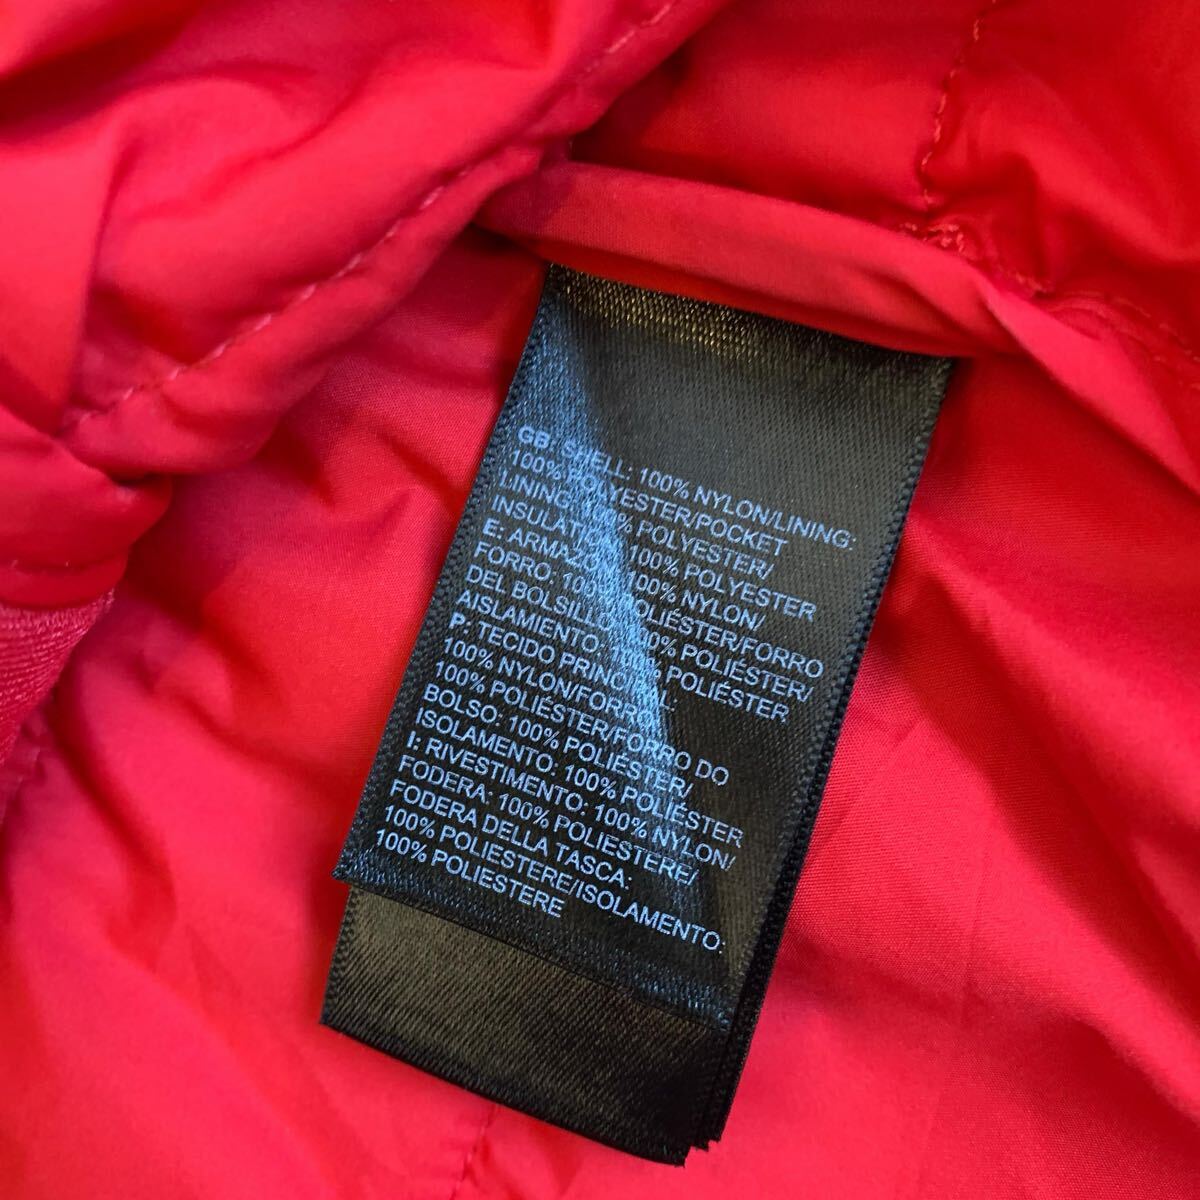 GB. SHELL: 100% NYLON/LINING:
100% POLYESTER/POCKET
LINING: 100% POLYESTER/
INSULAT 100% POLYESTER
E: ARMAZ 100% NYLON/
FORRO: 100% POLIÉSTER/FORRO
DEL BOLSILLO: 100% POLIÉSTER/
AISLAMIENTO: 100% POLIÉSTER
P: TECIDO PRINCIPAL:
100% NYLON/FORRO:
100% POLIÉSTER/FORRO DO
BOLSO: 100% POLIÉSTER/
ISOLAMENTO: 100% POLIÉSTER
I: RIVESTIMENTO: 100% NYLON/
FODERA: 100% POLIESTERE/
FODERA DELLA TASCA:
100% POLIESTERE/ISOLAMENTO:
100% POLIESTERE